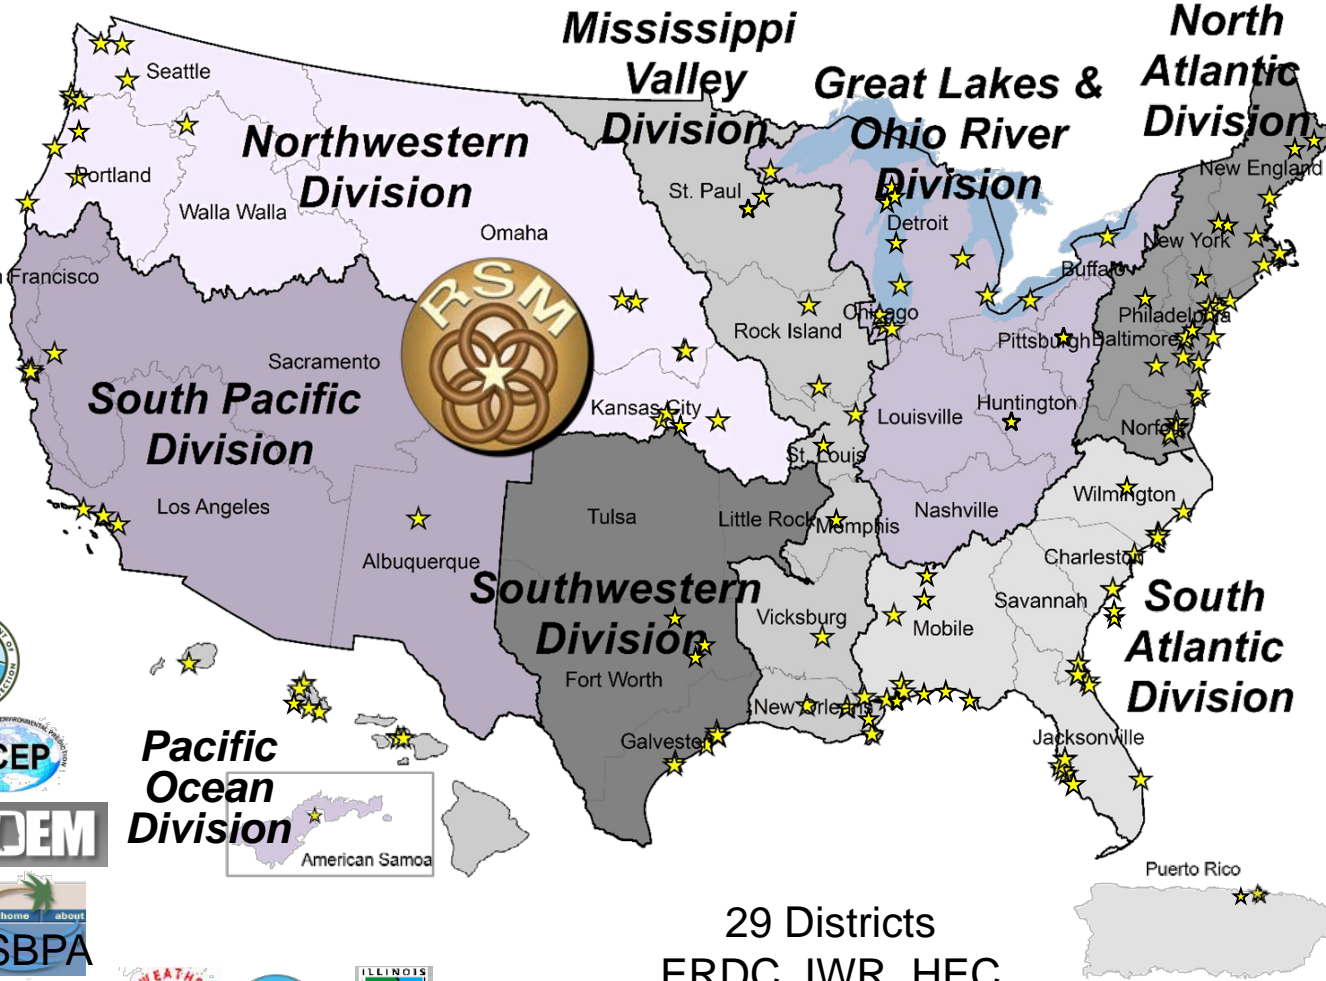 Mississippi
Valley
Division
Great Lakes &
Ohio River
Division
North
Atlantic
Division
Seattle
Northwestern
Division
Portland
Walla Walla
Omaha
St. Paul
Detroit
New England
New York
Buffalo
Francisco
RSM
Rock Island
Chicago
Philadelphia
Pittsburgh
Baltimore
Sacramento
South Pacific
Division
Kansas City
Louisville
Huntington
Norfolk
St. Louis
Los Angeles
Albuquerque
Tulsa
Little Rock
Memphis
Nashville
Wilmington
Charleston
Savannah
Southwestern
Division
Vicksburg
Mobile
South
Atlantic
Division
Fort Worth
New Orleans
Galveston
Jacksonville
Pacific
Ocean
Division
American Samoa
Puerto Rico
CEP
DEM
home about
SBPA
ILLINOIS
29 Districts
ERDC, IWR, HEC